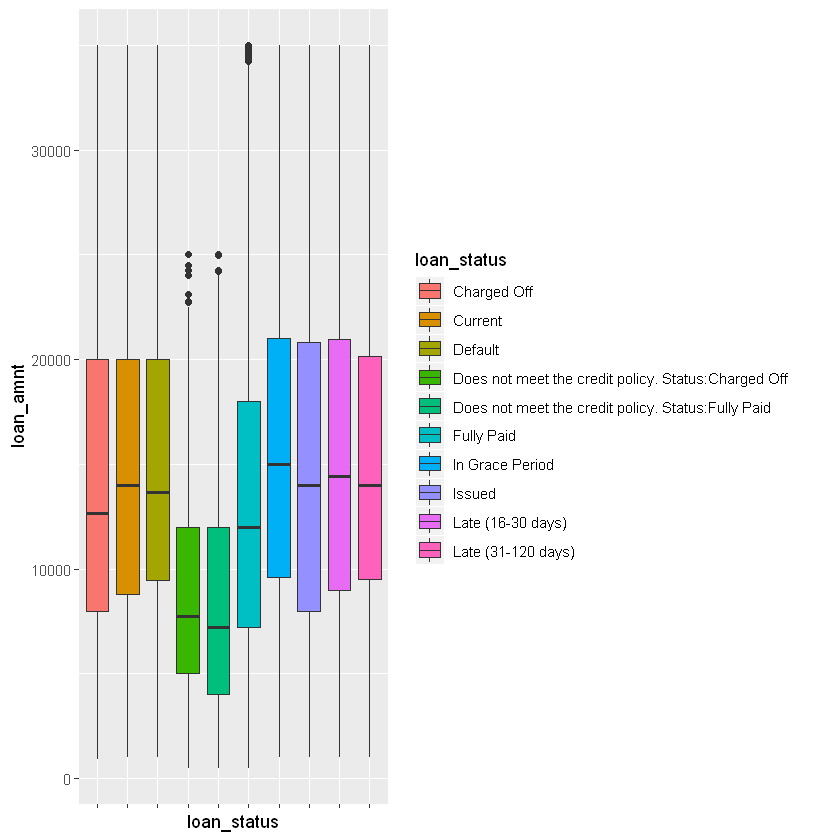 30000
20000
10000
0
loan_amnt
loan_status
loan_status
Charged Off
Current
Default
Does not meet the credit policy. Status:Charged Off
Does not meet the credit policy. Status:Fully Paid
Fully Paid
In Grace Period
Issued
Late (16-30 days)
Late (31-120 days)